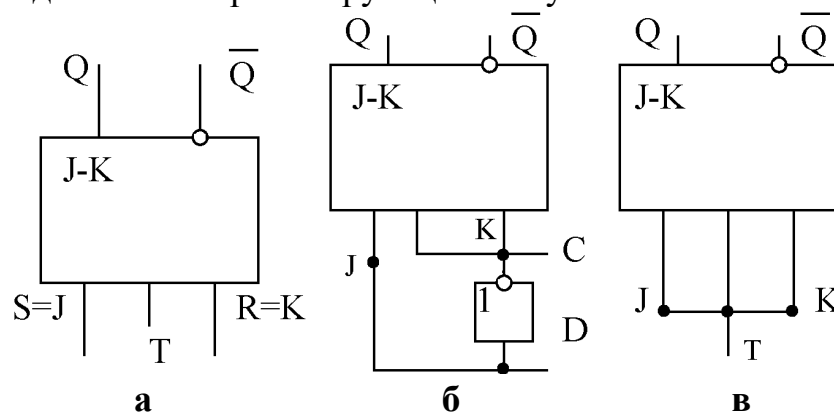 Q Q̅ Q Q̅ Q Q̅
J-K J-K J-K
S=J T R=K
J K C
1 D
J T K
а б в